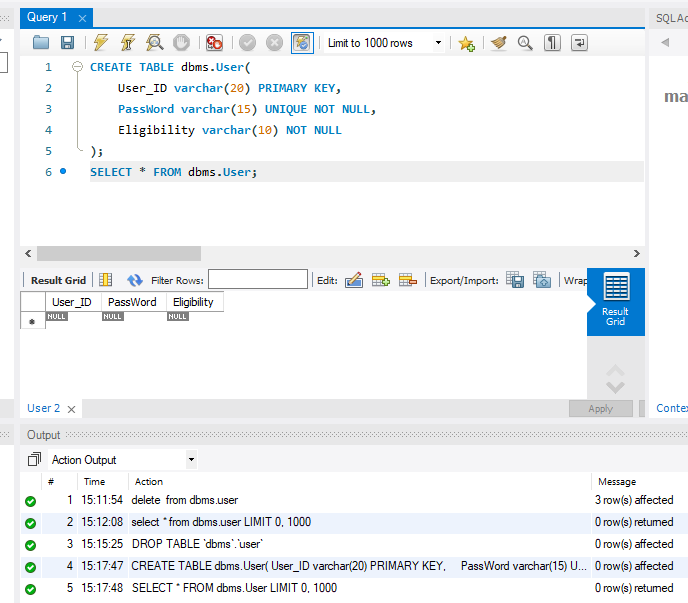 Query 1
SQLAc
Limit to 1000 rows
1 CREATE TABLE dbms.User(
2 User_ID varchar(20) PRIMARY KEY,
3 PassWord varchar(15) UNIQUE NOT NULL,
4 Eligibility varchar(10) NOT NULL
5 );
6 SELECT * FROM dbms.User;
ma
Result Grid Filter Rows: Edit: Export/Import: Wrap
User_ID PassWord Eligibility
NULL NULL NULL
Result
Grid
User 2
Apply
Contex
Output
Action Output
# Time Action Message
1 15:11:54 delete from dbms.user 3 row(s) affected
2 15:12:08 select * from dbms.user LIMIT 0, 1000 0 row(s) returned
3 15:15:25 DROP TABLE `dbms`.`user` 0 row(s) affected
4 15:17:47 CREATE TABLE dbms.User( User_ID varchar(20) PRIMARY KEY, PassWord varchar(15) U... 0 row(s) affected
5 15:17:48 SELECT * FROM dbms.User LIMIT 0, 1000 0 row(s) returned